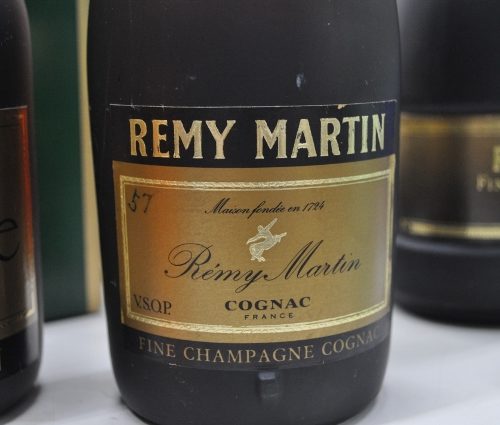 REMY MARTIN
57
Maison fondée en 1724
Rémy Martin
V.S.O.P.
COGNAC
FRANCE
FINE CHAMPAGNE COGNAC